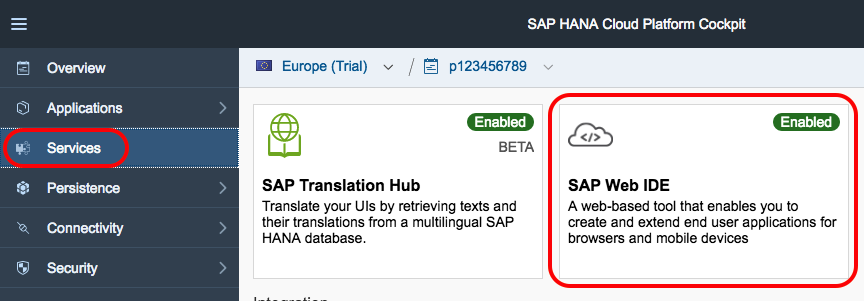 SAP HANA Cloud Platform Cockpit
Overview
Applications
Services
Persistence
Connectivity
Security
Europe (Trial) / p123456789
Enabled
BETA
SAP Translation Hub
Translate your UIs by retrieving texts and
their translations from a multilingual SAP
HANA database.
Enabled
SAP Web IDE
A web-based tool that enables you to
create and extend end user applications for
browsers and mobile devices
Integration